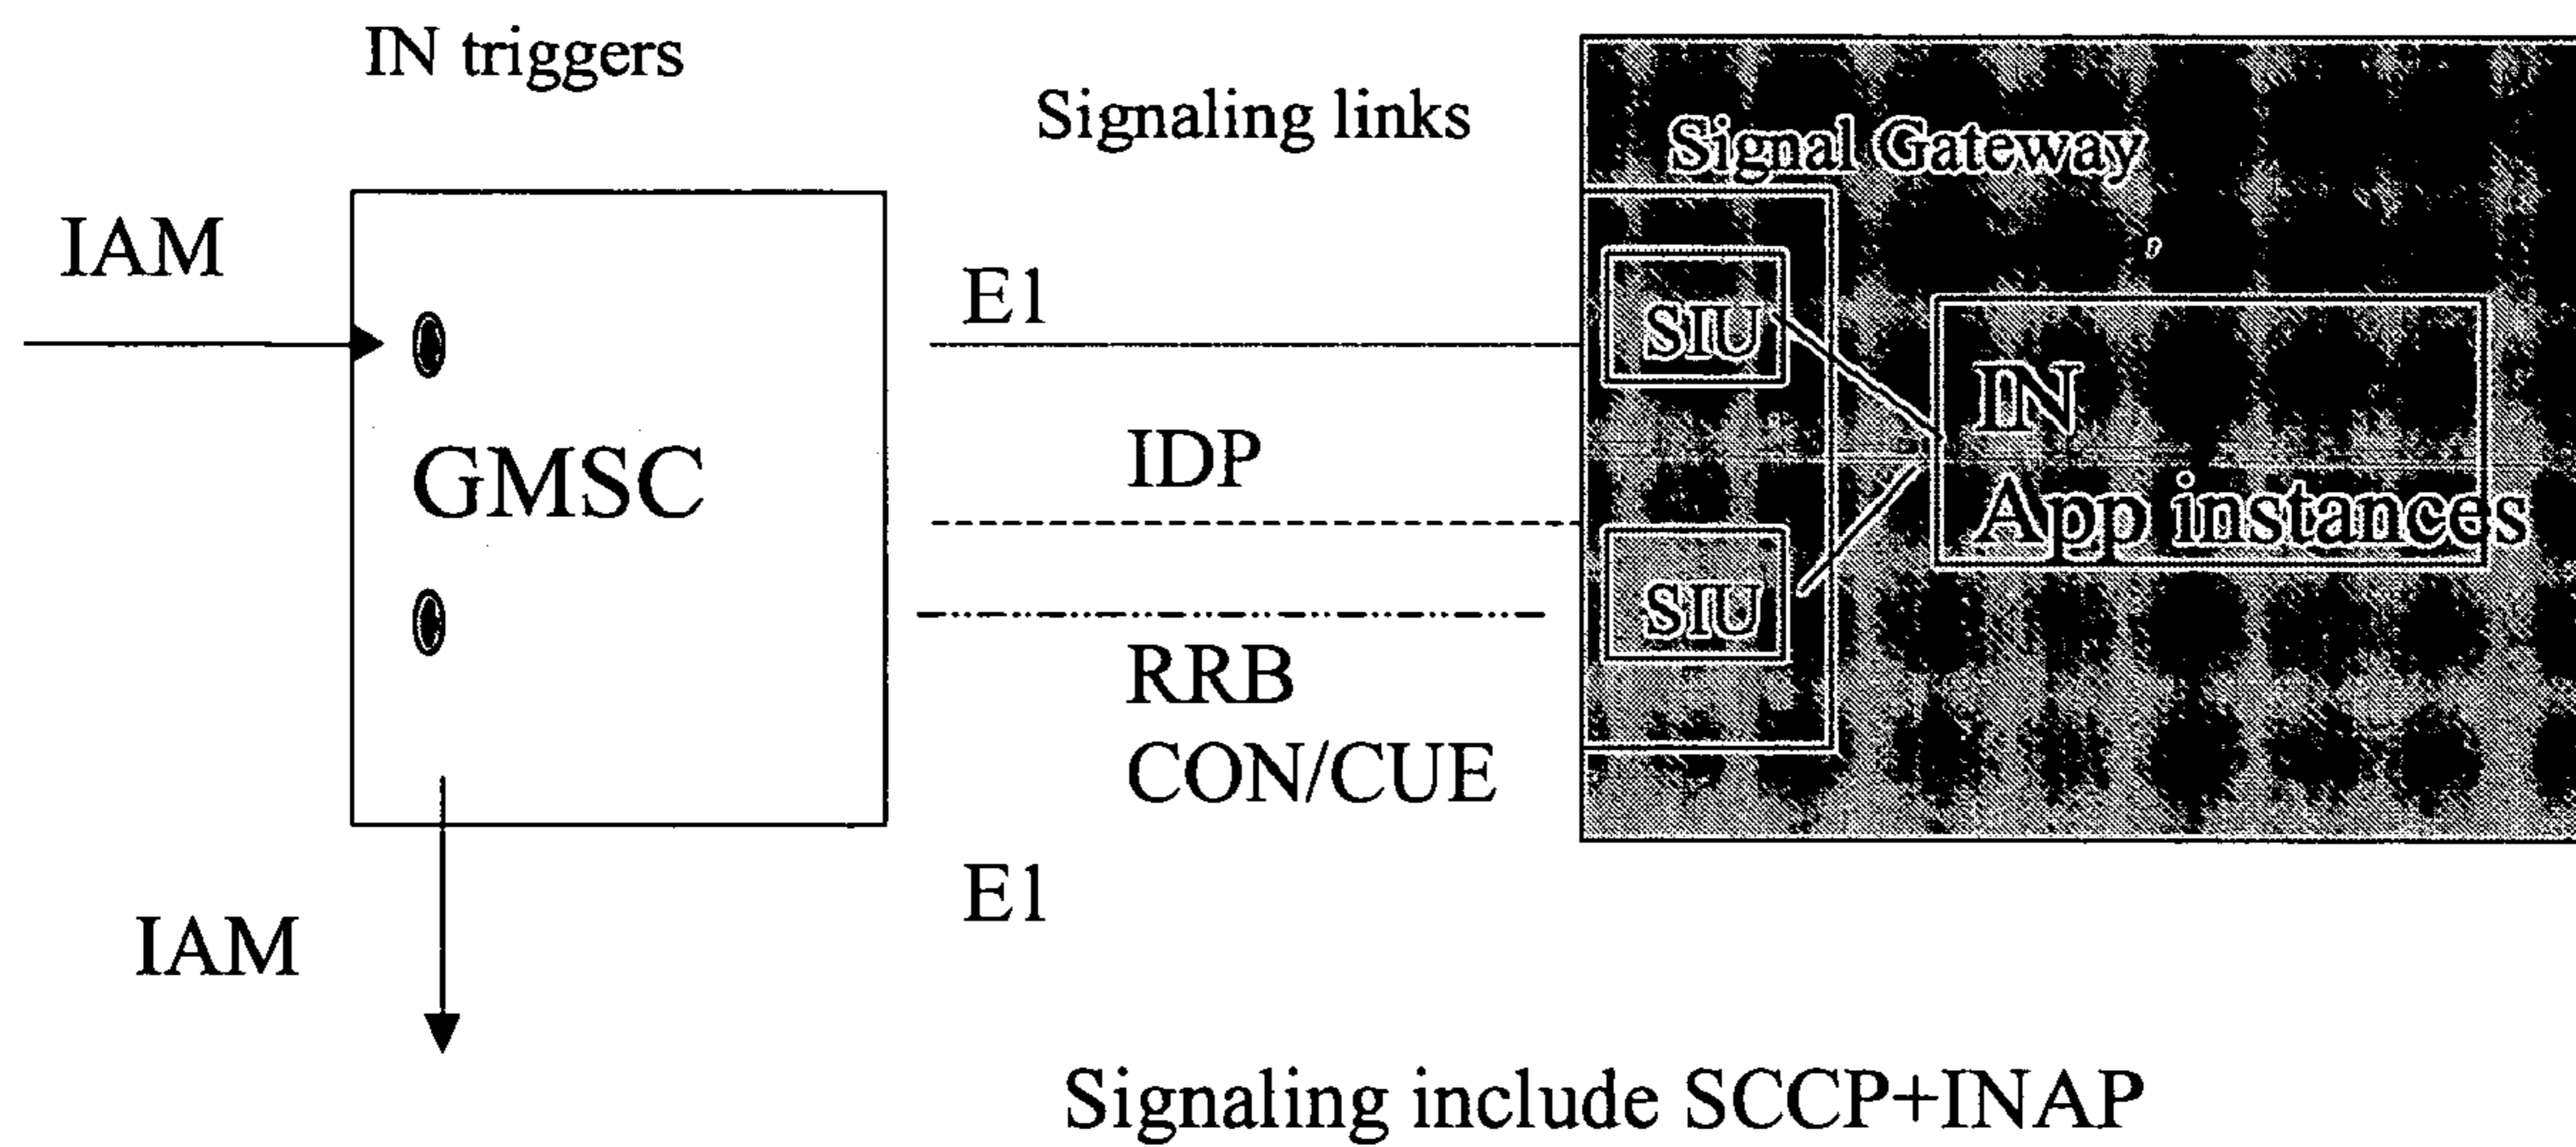 IN triggers
Signaling links
Signal Gateway
IAM
E1
SIU
IN
App instances
GMSC
IDP
SIU
RRB
CON/CUE
E1
IAM
Signaling include SCCP+INAP